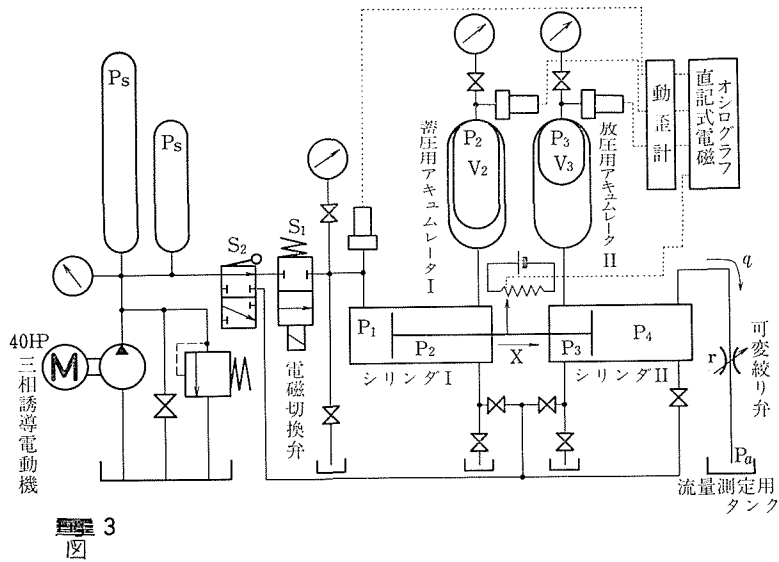 Ps
Ps
S2
S1
40HP
三相誘導電動機
M
電磁切換弁
P1
P2
シリンダI
X
P3
P4
シリンダII
P2
V2
蓄圧用アキュムレータI
P3
V3
放圧用アキュムレータII
動歪計
直記式電磁
オシログラフ
q
r
可変絞り弁
Pa
流量測定用
タンク
3
図